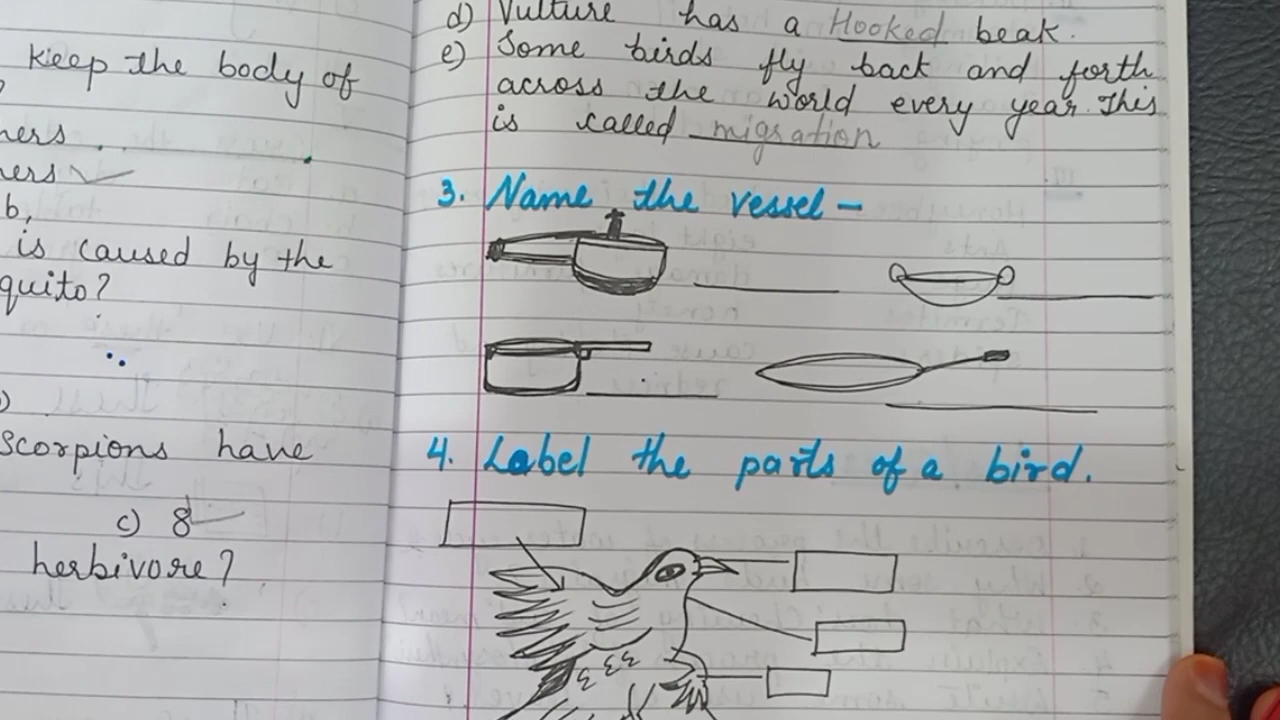 keep the body of
?
ners
ners
b,
is caused by the
quito?
)
Scorpions have
c) 8
herbivore?
d) Vulture has a Hooked beak.
e) Some birds fly back and forth
across the world every year. This
is called migration
3. Name the vessel –
4. Label the parts of a bird.